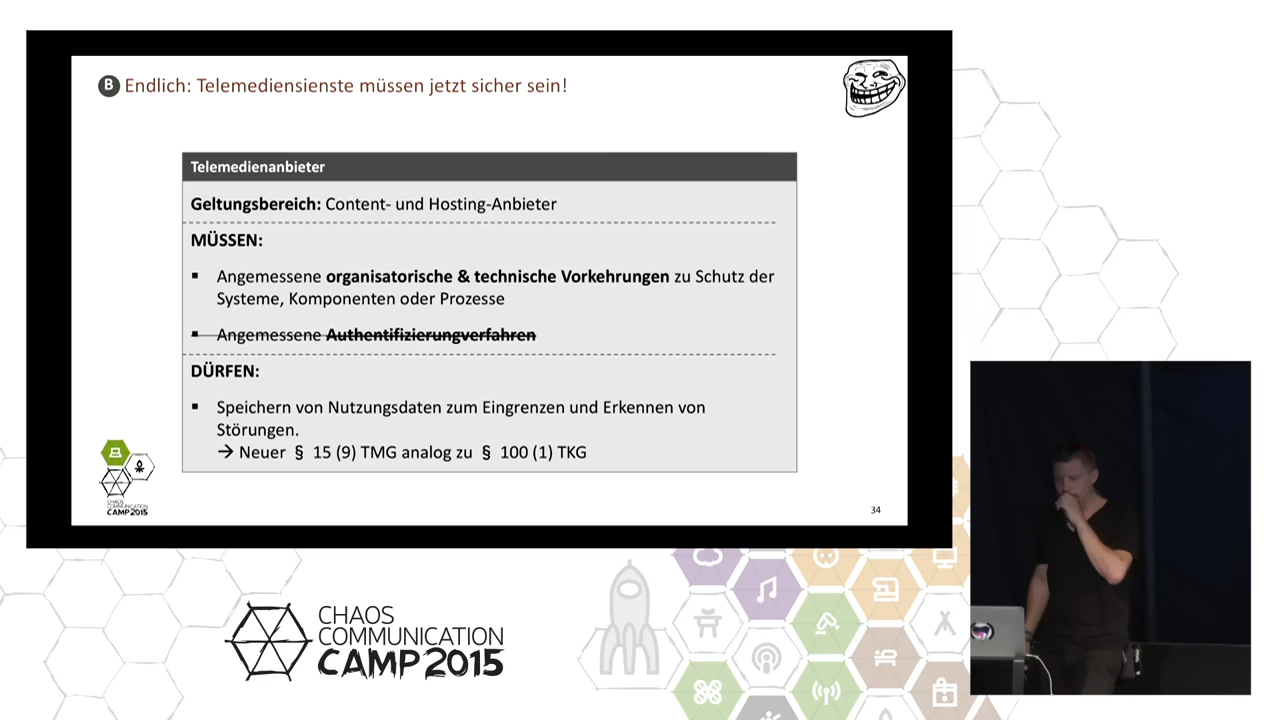 B Endlich: Telemediensienste müssen jetzt sicher sein!
Telemedienanbieter
Geltungsbereich: Content- und Hosting-Anbieter
MÜSSEN:
▪ Angemessene organisatorische & technische Vorkehrungen zu Schutz der
Systeme, Komponenten oder Prozesse
▪ Angemessene Authentifizierungverfahren
DÜRFEN:
▪ Speichern von Nutzungsdaten zum Eingrenzen und Erkennen von
Störungen.
→ Neuer § 15 (9) TMG analog zu § 100 (1) TKG
CHAOS
COMMUNICATION
CAMP 2015
34
CHAOS
COMMUNICATION
CAMP 2015